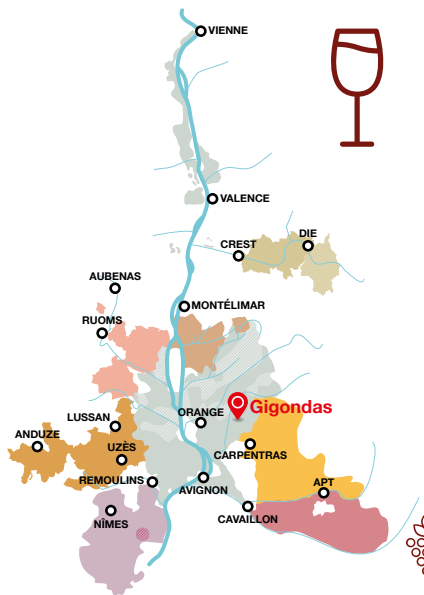 VIENNE
VALENCE
DIE
CREST
AUBENAS
MONTÉLIMAR
RUOMS
Gigondas
ORANGE
LUSSAN
ANDUZE
CARPENTRAS
UZÈS
REMOULINS
AVIGNON
APT
CAVAILLON
NÎMES